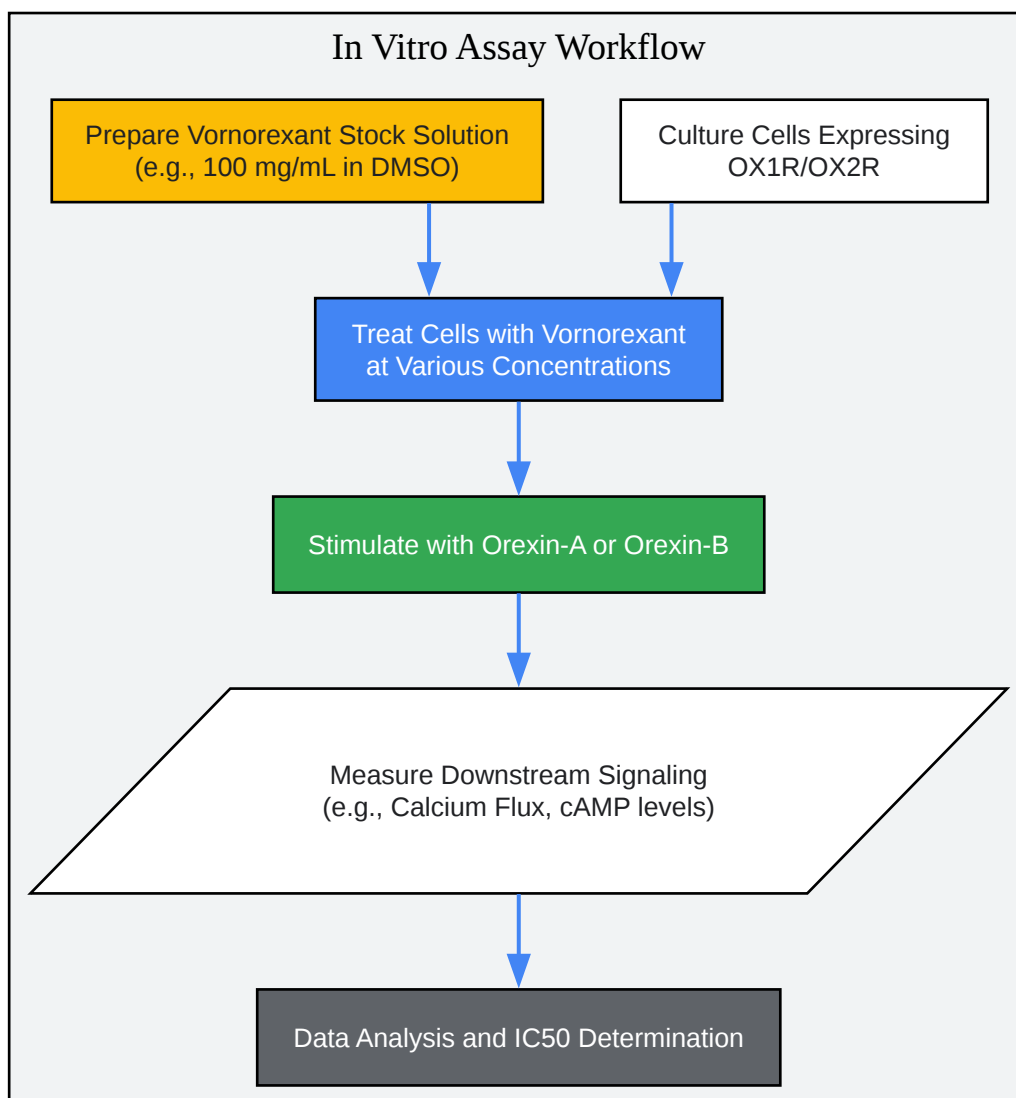 In Vitro Assay Workflow
Prepare Vornorexant Stock Solution
(e.g., 100 mg/mL in DMSO)
Culture Cells Expressing
OX1R/OX2R
Treat Cells with Vornorexant
at Various Concentrations
Stimulate with Orexin-A or Orexin-B
Measure Downstream Signaling
(e.g., Calcium Flux, cAMP levels)
Data Analysis and IC50 Determination